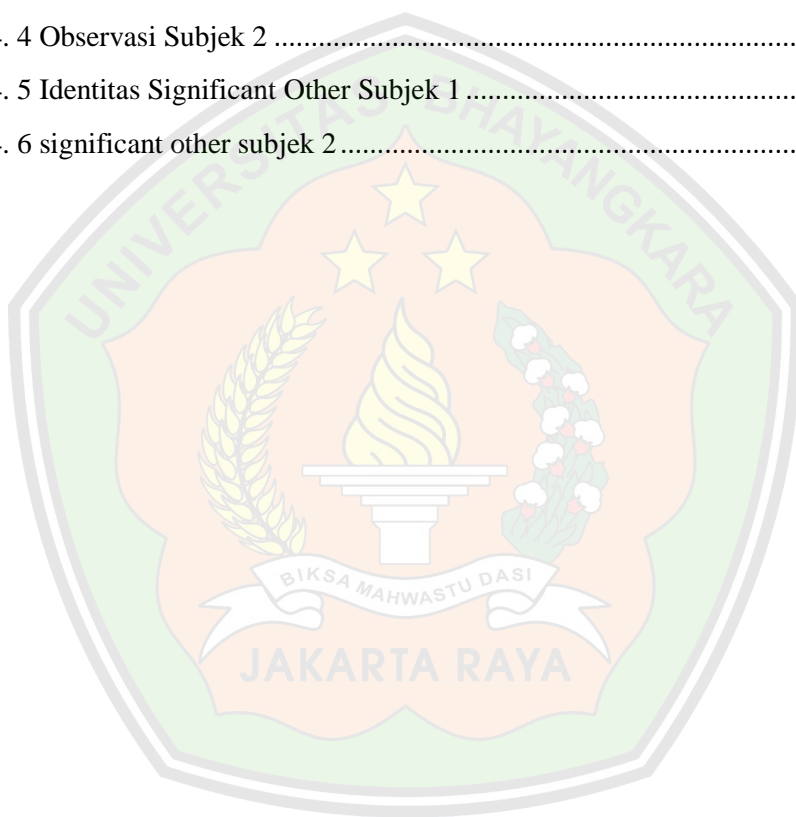 . 4 Observasi Subjek 2 ........................................................................
. 5 Identitas Significant Other Subjek 1 .............................................
. 6 significant other subjek 2 ..............................................................
UNIVERSITAS BHAYANGKARA
BIKSA MAHWASTU DASI
JAKARTA RAYA